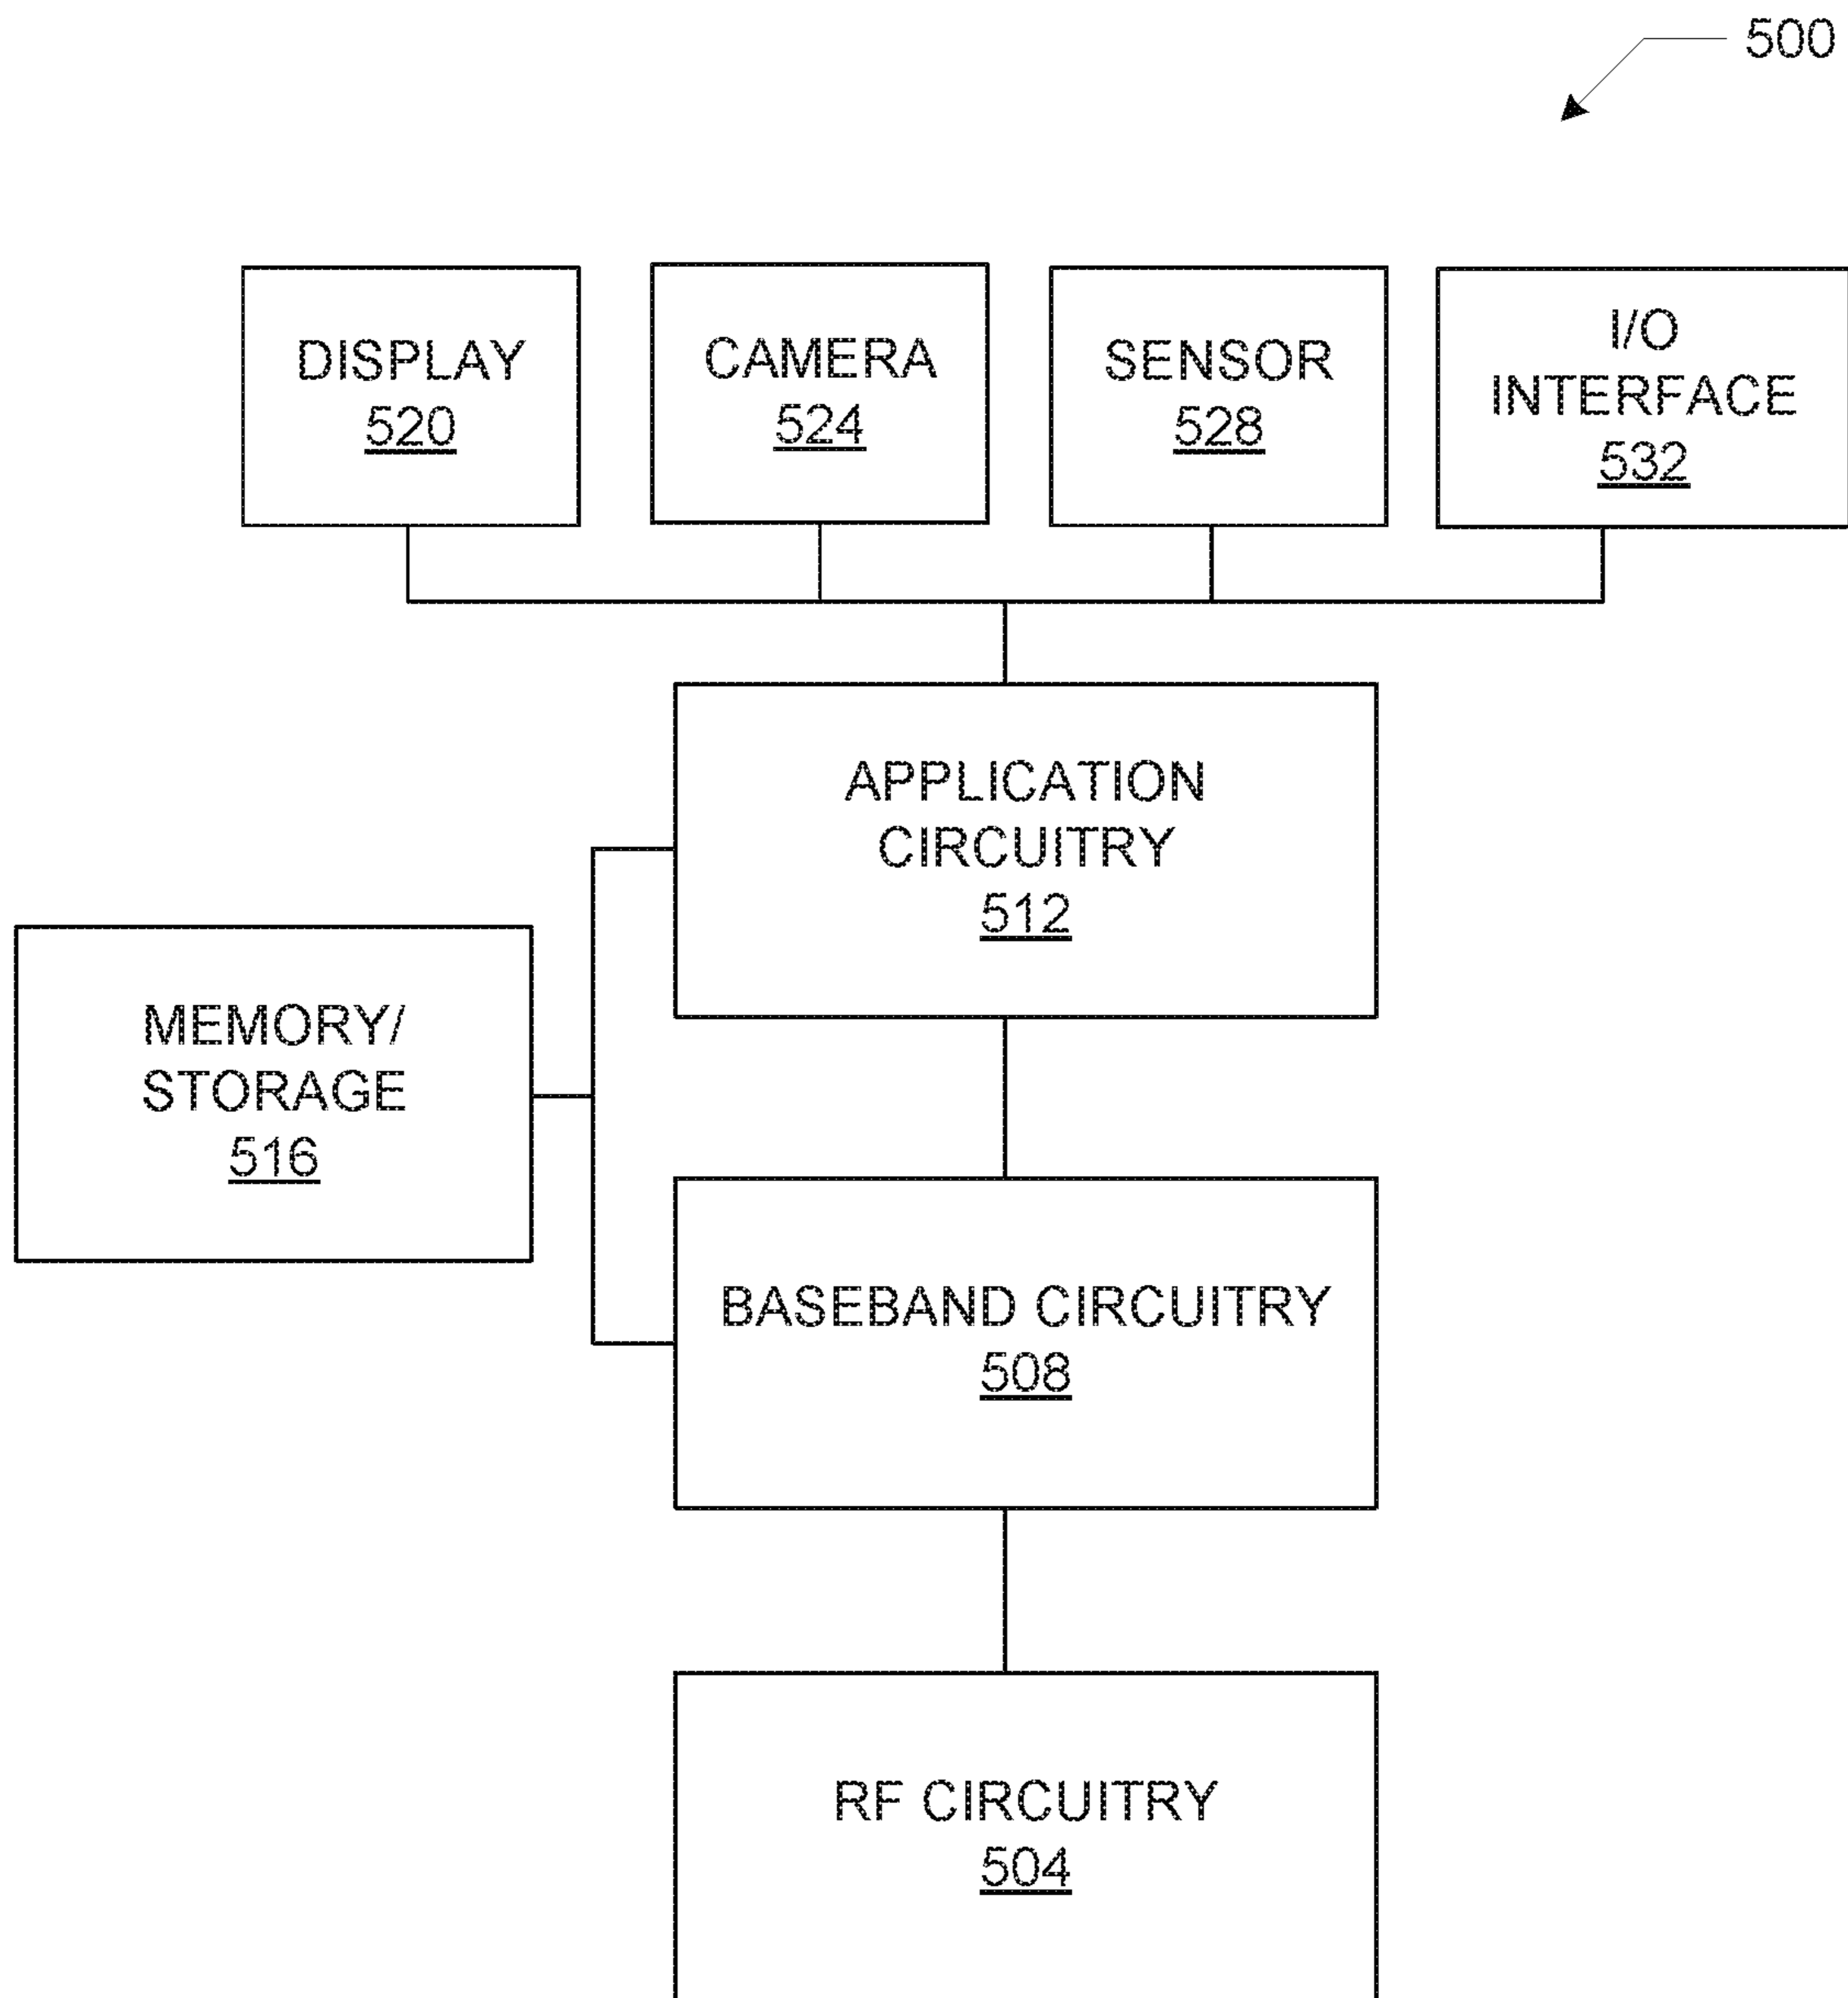 500
DISPLAY
520
CAMERA
524
SENSOR
528
I/O
INTERFACE
532
APPLICATION
CIRCUITRY
512
MEMORY/
STORAGE
516
BASEBAND CIRCUITRY
508
RF CIRCUITRY
504